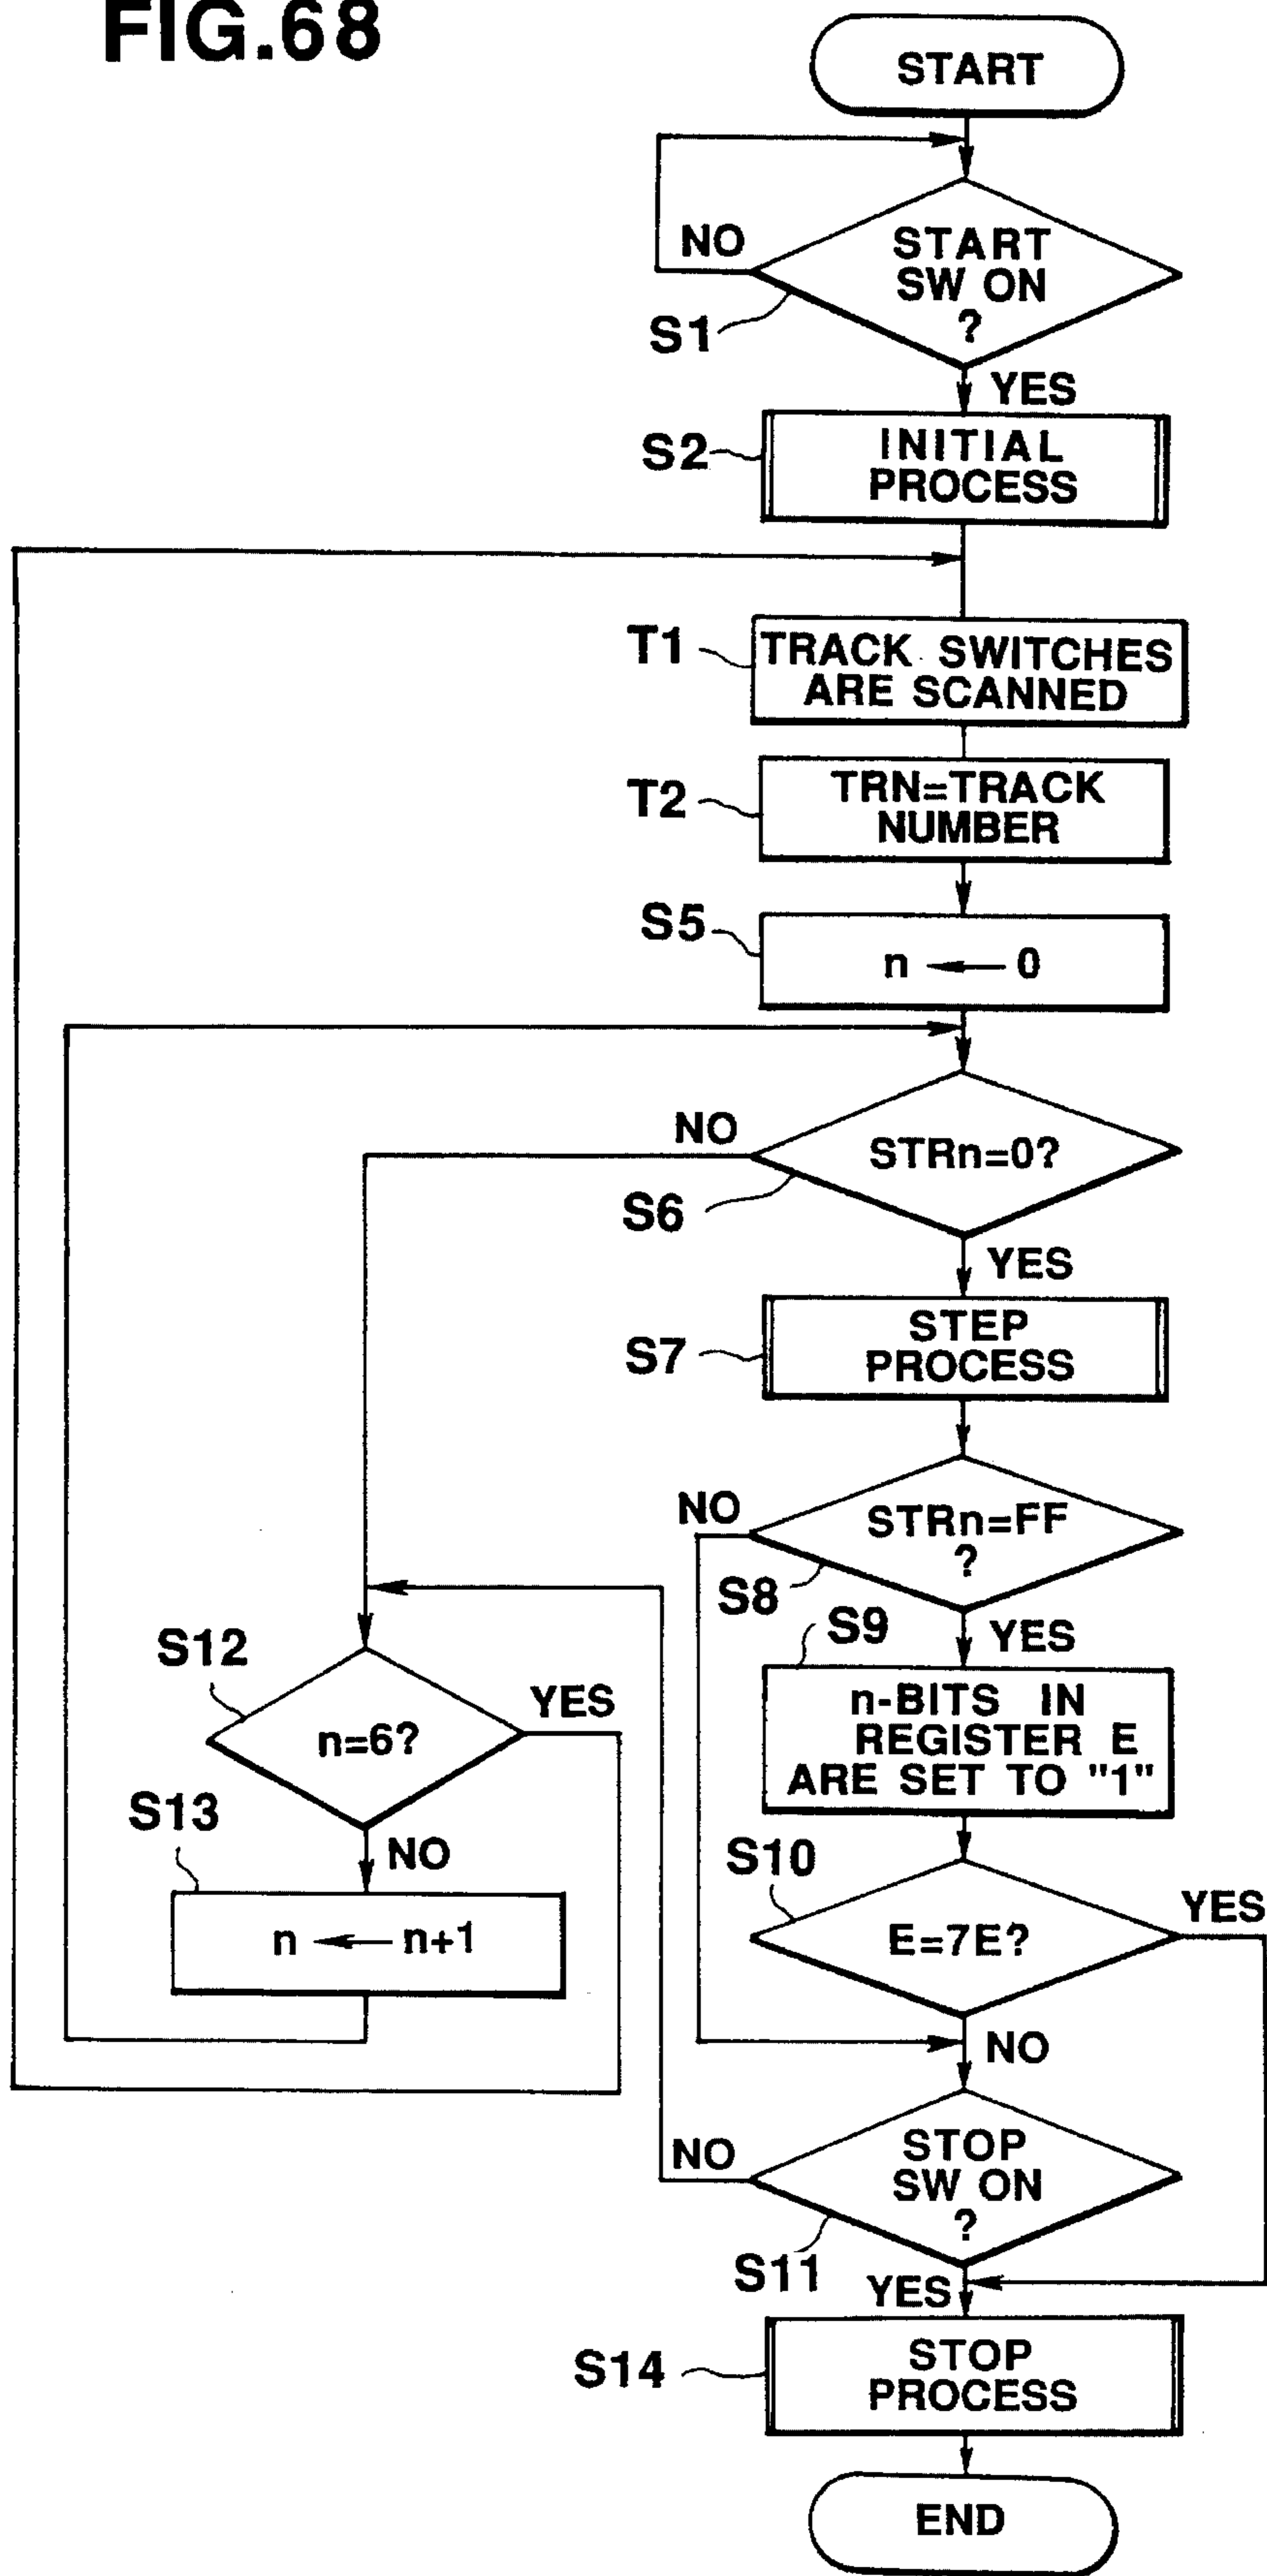 FIG.68
START
NO
START
SW ON
?
S1
YES
S2
INITIAL
PROCESS
T1
TRACK SWITCHES
ARE SCANNED
T2
TRN=TRACK
NUMBER
S5
n ← 0
NO
STRn=0?
S6
YES
S7
STEP
PROCESS
NO
STRn=FF
?
S8
YES
S9
n-BITS IN
REGISTER E
ARE SET TO "1"
S12
n=6?
YES
S13
NO
n ← n+1
S10
E=7E?
YES
NO
NO
STOP
SW ON
?
S11
YES
S14
STOP
PROCESS
END